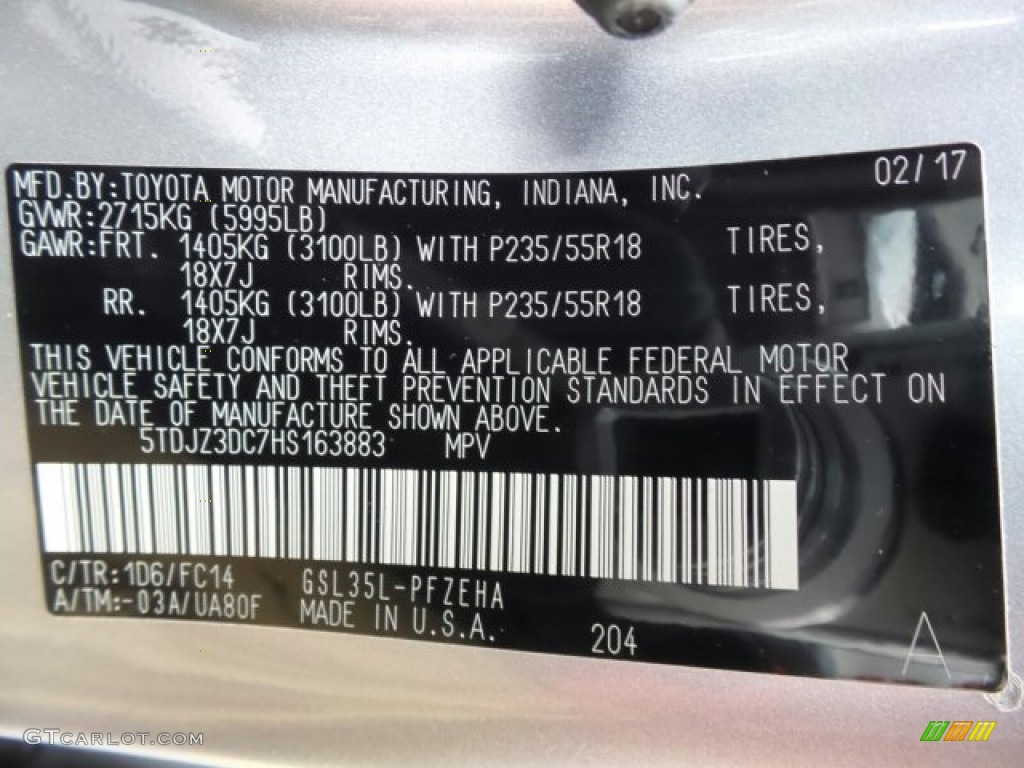 02/17
MFD.BY:TOYOTA MOTOR MANUFACTURING, INDIANA, INC.
GVWR:2715KG (5995LB)
GAWR:FRT. 1405KG (3100LB) WITH P235/55R18 TIRES,
18X7J RIMS.
RR. 1405KG (3100LB) WITH P235/55R18 TIRES,
18X7J RIMS.
THIS VEHICLE CONFORMS TO ALL APPLICABLE FEDERAL MOTOR
VEHICLE SAFETY AND THEFT PREVENTION STANDARDS IN EFFECT ON
THE DATE OF MANUFACTURE SHOWN ABOVE.
5TDJZ3DC7HS163883 MPV
C/TR:1D6/FC14 GSL35L-PFZEHA
A/TM:-03A/UA80F MADE IN U.S.A. 204
A
GTCARLOT.COM